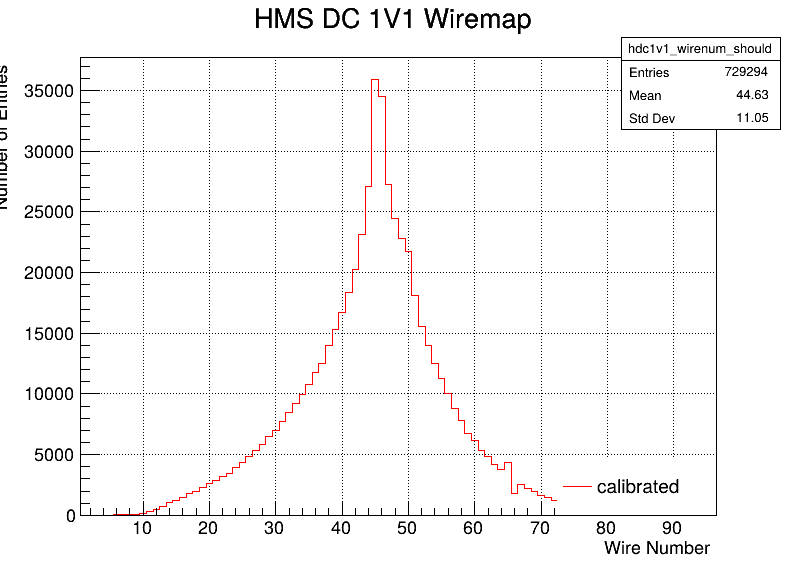 HMS DC 1V1 Wiremap
hdc1v1_wirenum_should
Entries 729294
Mean 44.63
Std Dev 11.05
Number of Entries
35000
30000
25000
20000
15000
10000
5000
0
10 20 30 40 50 60 70 80 90
Wire Number
calibrated